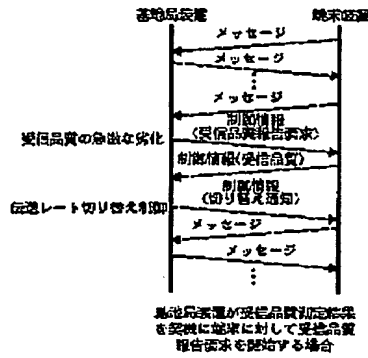 基地局装置
端末装置
メッセージ
メッセージ
メッセージ
制御情報
(受信品質報告要求)
受信品質の急激な劣化
制御情報(受信品質)
制御情報
(切り替え通知)
伝送レート切り替え制御
メッセージ
メッセージ
基地局装置が受信品質測定結果
を契機に端末に対して受信品質
報告要求を開始する場合